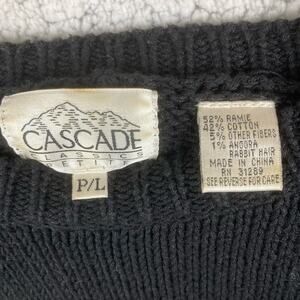 CASCADE
CLASSICS
PETITE
P/L
52% RAMIE
42% COTTON
5% OTHER FIBERS
1% ANGORA
RABBIT HAIR
MADE IN CHINA
RN 31289
SEE REVERSE FOR CARE